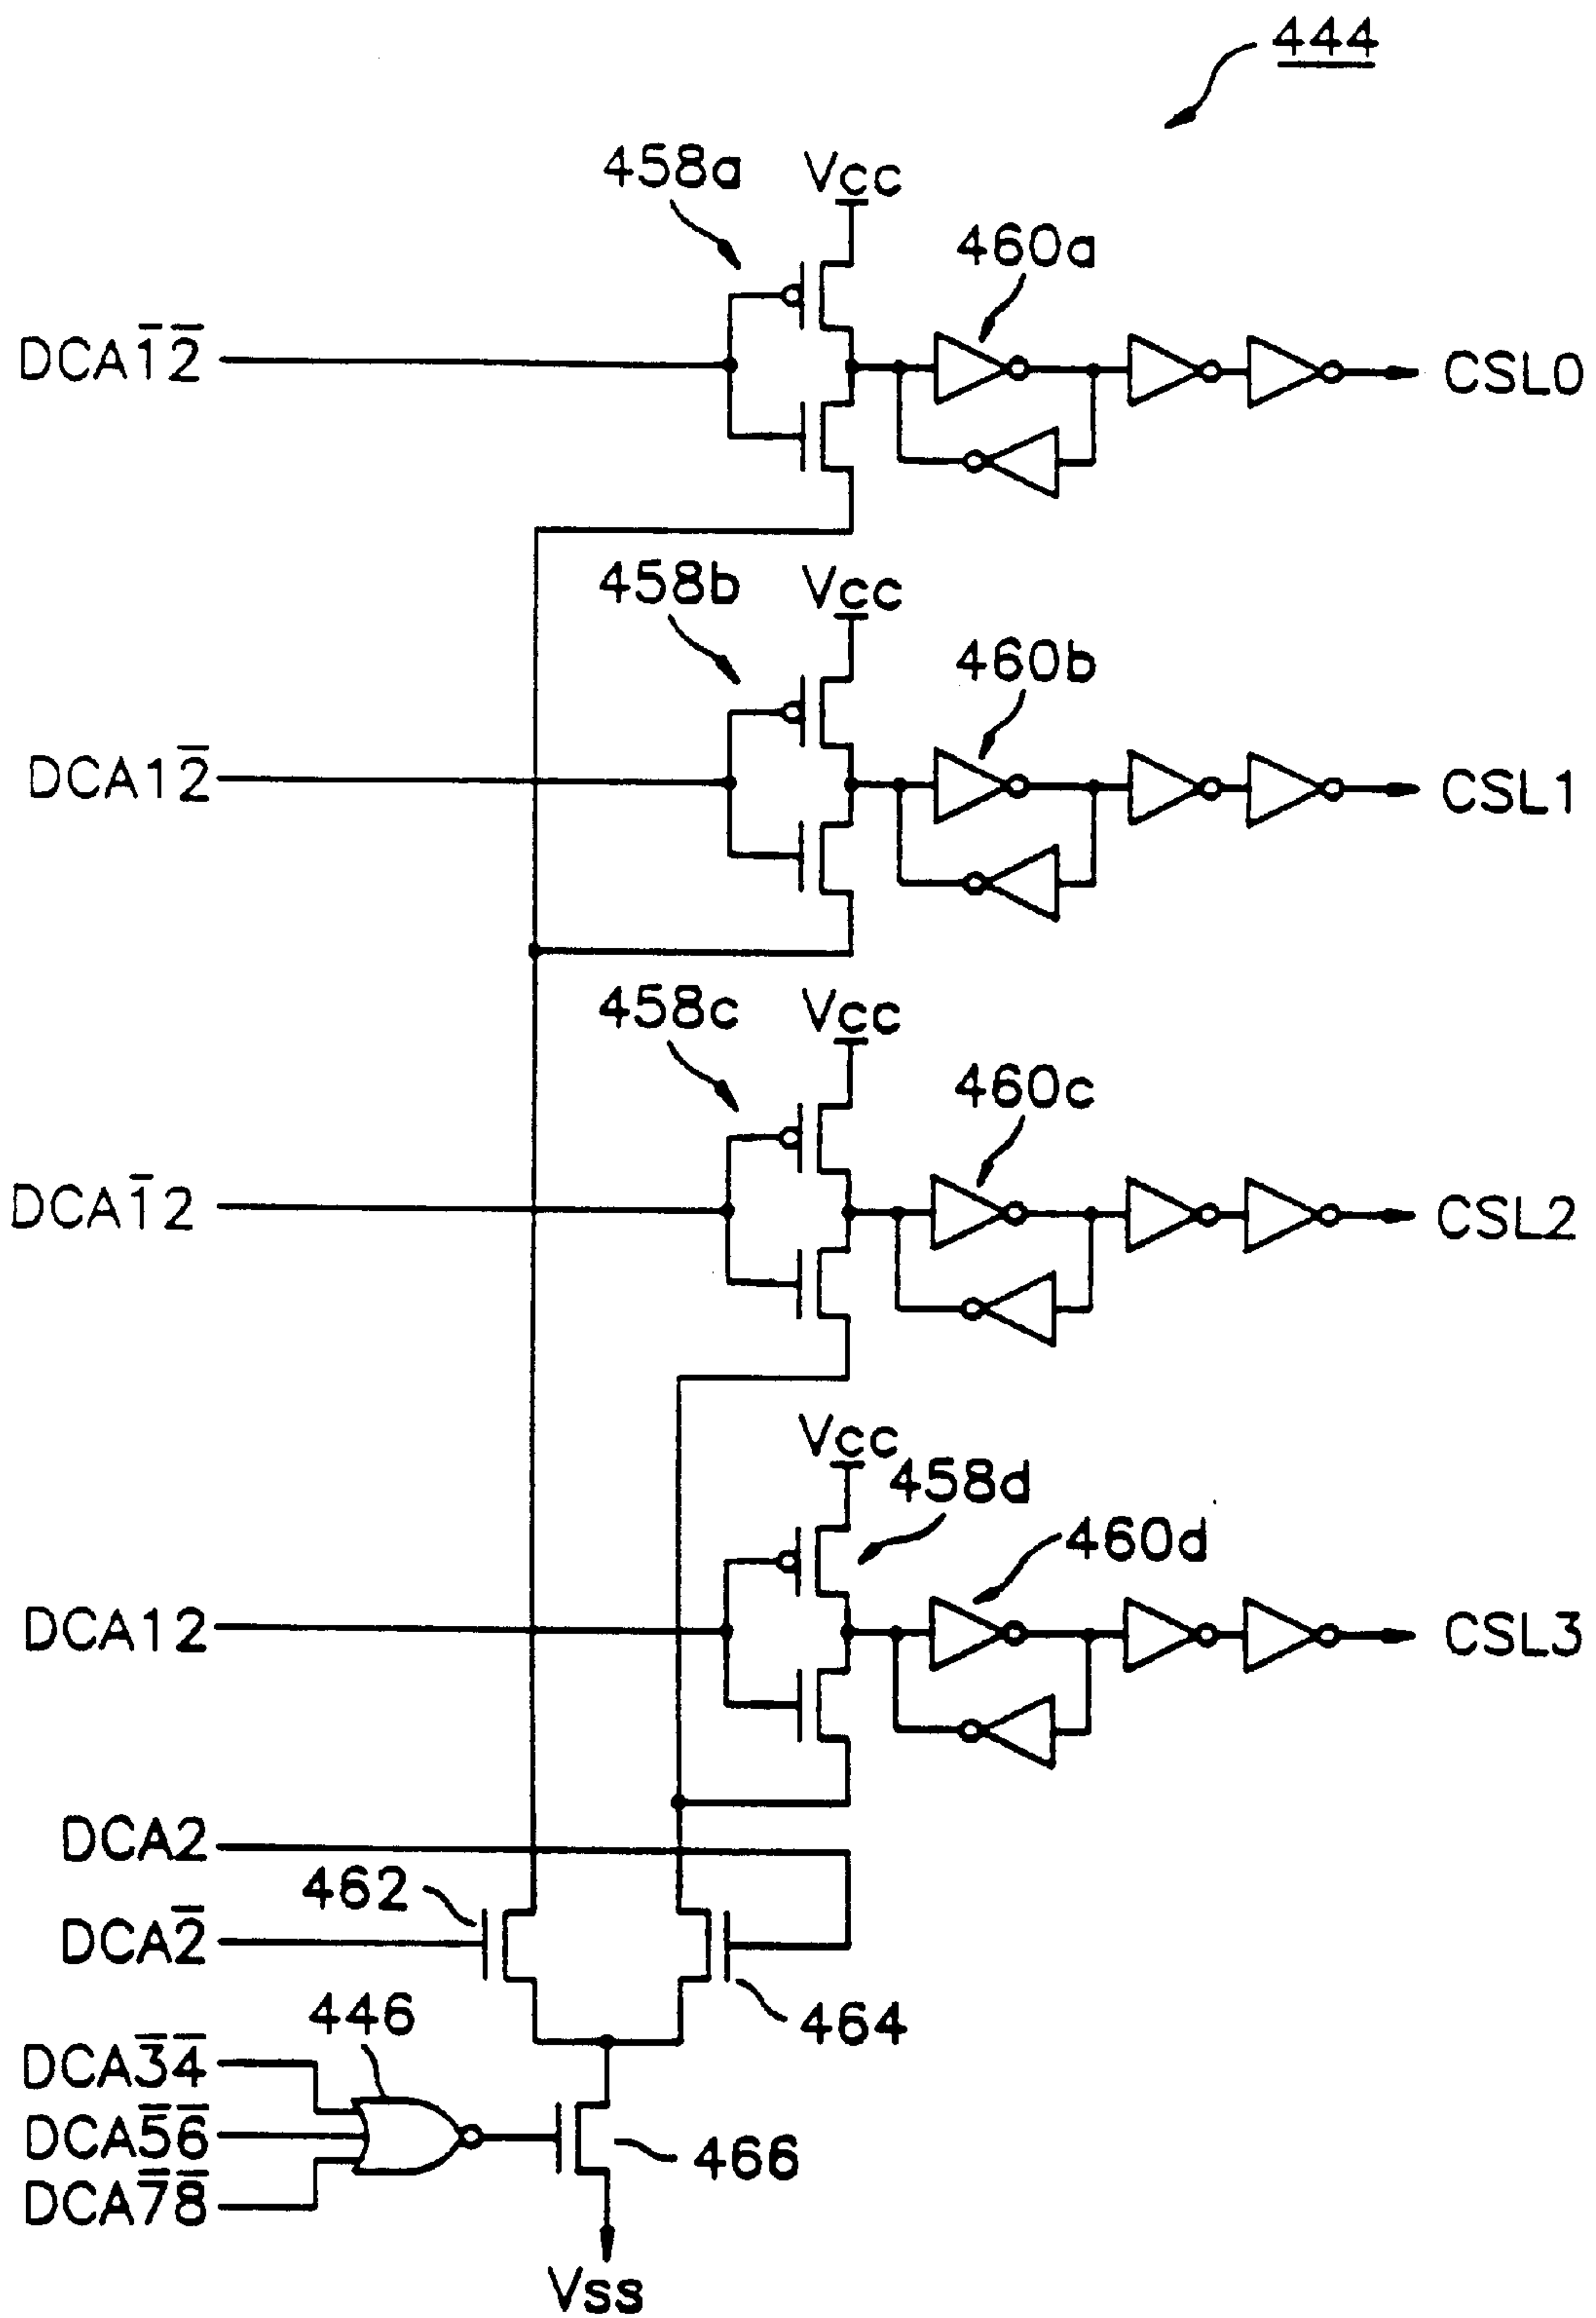 444
458a
Vcc
460a
DCA1̅2̅
CSL0
458b
Vcc
460b
DCA12̅
CSL1
458c
Vcc
460c
DCA1̅2
CSL2
Vcc
458d
460d
DCA12
CSL3
DCA2
462
DCA2̅
464
446
DCA3̅4̅
DCA5̅6̅
DCA7̅8̅
466
Vss